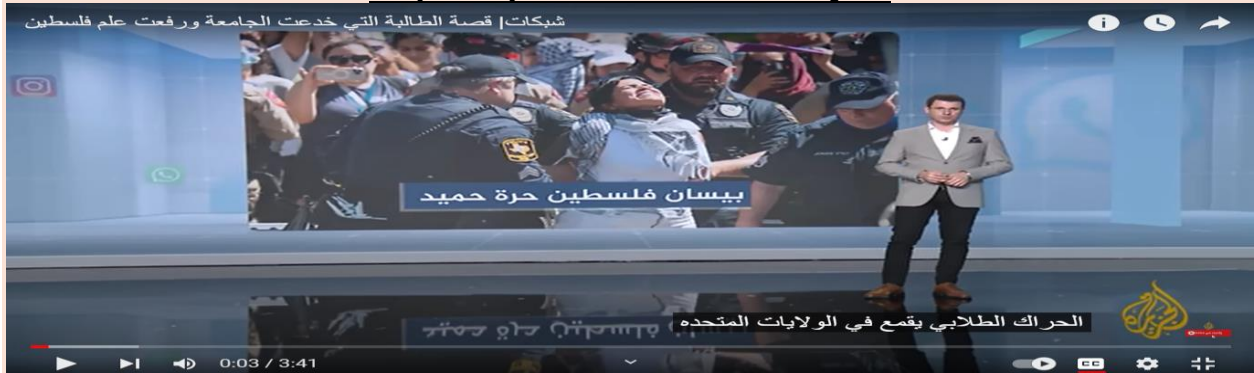 شبكات| قصة الطالبة التي خدعت الجامعة ورفعت علم فلسطين
بيسان فلسطين حرة حميد
الحراك الطلابي يقمع في الولايات المتحده
0:03 / 3:41
CC